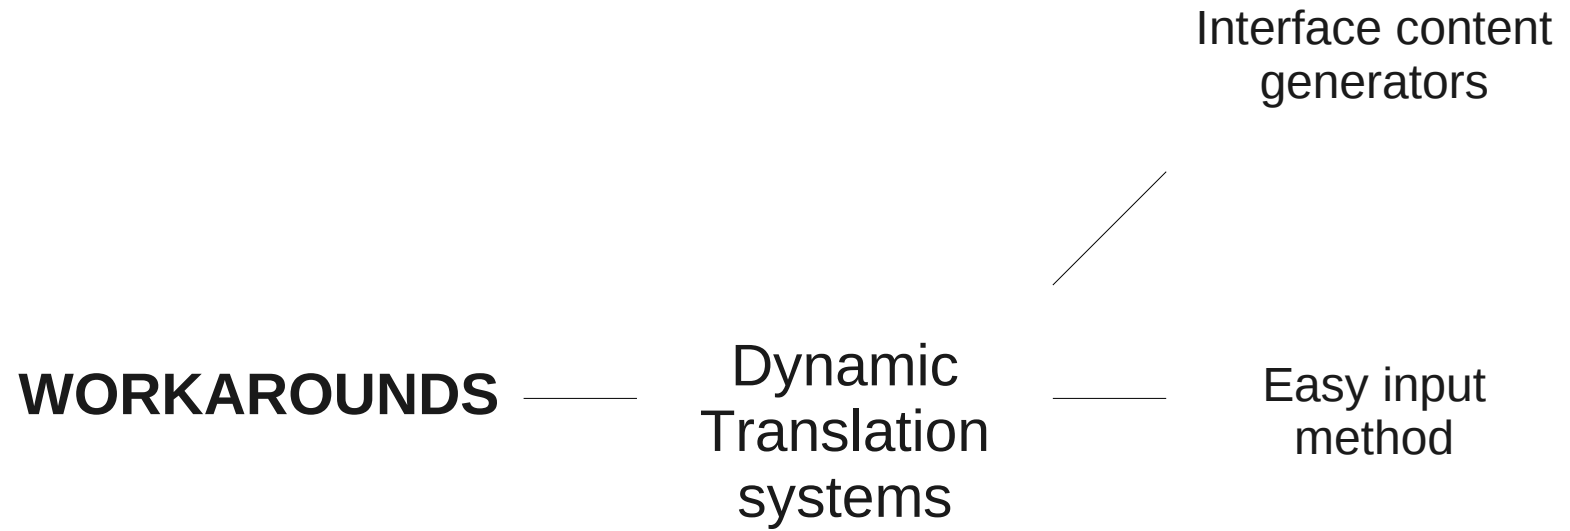 Interface content
generators
WORKAROUNDS
Dynamic
Translation
systems
Easy input
method